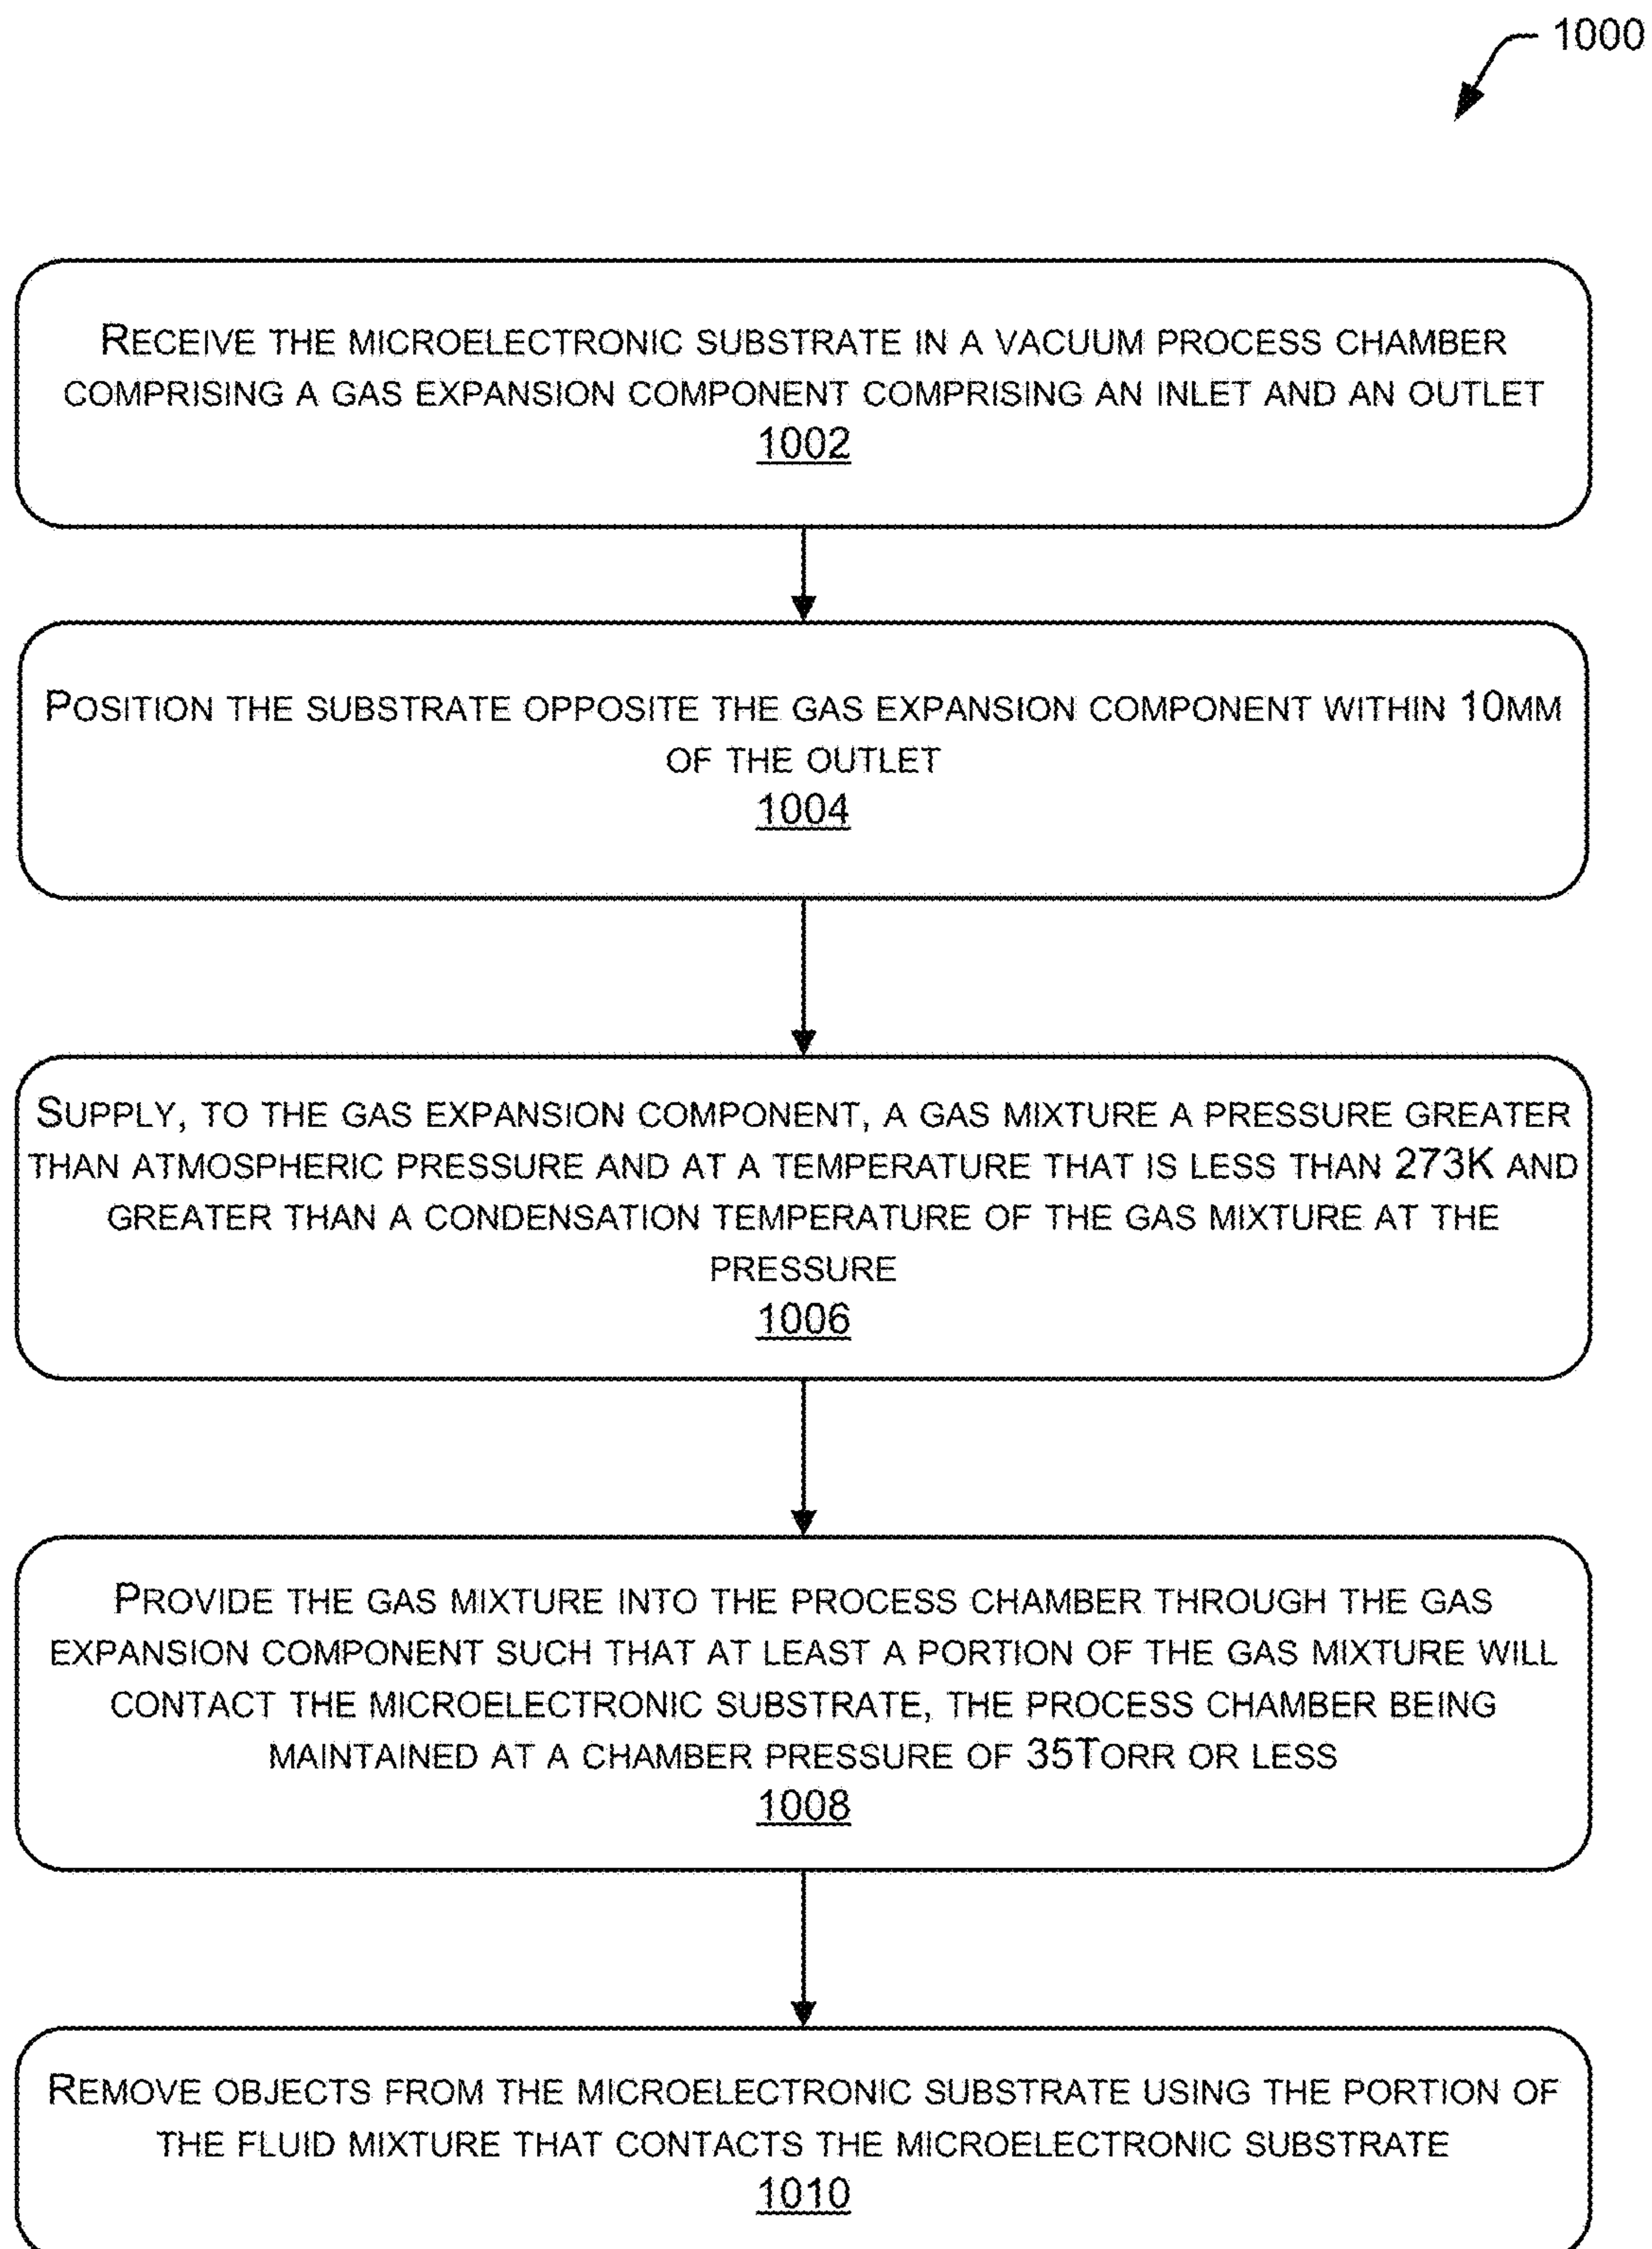 1000
RECEIVE THE MICROELECTRONIC SUBSTRATE IN A VACUUM PROCESS CHAMBER
COMPRISING A GAS EXPANSION COMPONENT COMPRISING AN INLET AND AN OUTLET
1002
POSITION THE SUBSTRATE OPPOSITE THE GAS EXPANSION COMPONENT WITHIN 10MM
OF THE OUTLET
1004
SUPPLY, TO THE GAS EXPANSION COMPONENT, A GAS MIXTURE A PRESSURE GREATER
THAN ATMOSPHERIC PRESSURE AND AT A TEMPERATURE THAT IS LESS THAN 273K AND
GREATER THAN A CONDENSATION TEMPERATURE OF THE GAS MIXTURE AT THE
PRESSURE
1006
PROVIDE THE GAS MIXTURE INTO THE PROCESS CHAMBER THROUGH THE GAS
EXPANSION COMPONENT SUCH THAT AT LEAST A PORTION OF THE GAS MIXTURE WILL
CONTACT THE MICROELECTRONIC SUBSTRATE, THE PROCESS CHAMBER BEING
MAINTAINED AT A CHAMBER PRESSURE OF 35TORR OR LESS
1008
REMOVE OBJECTS FROM THE MICROELECTRONIC SUBSTRATE USING THE PORTION OF
THE FLUID MIXTURE THAT CONTACTS THE MICROELECTRONIC SUBSTRATE
1010